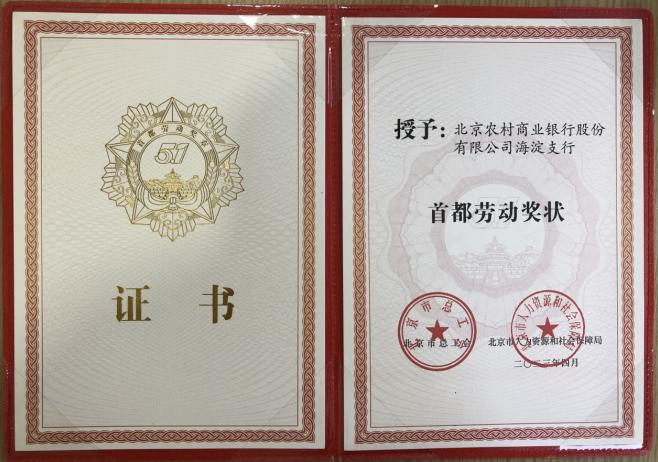 首都劳动奖状
51
证书
授予：北京农村商业银行股份
有限公司海淀支行
首都劳动奖状
北京市总工会
北京市人力资源和社会保障局
北京市总工会
北京市人力资源和社会保障局
二〇二三年四月